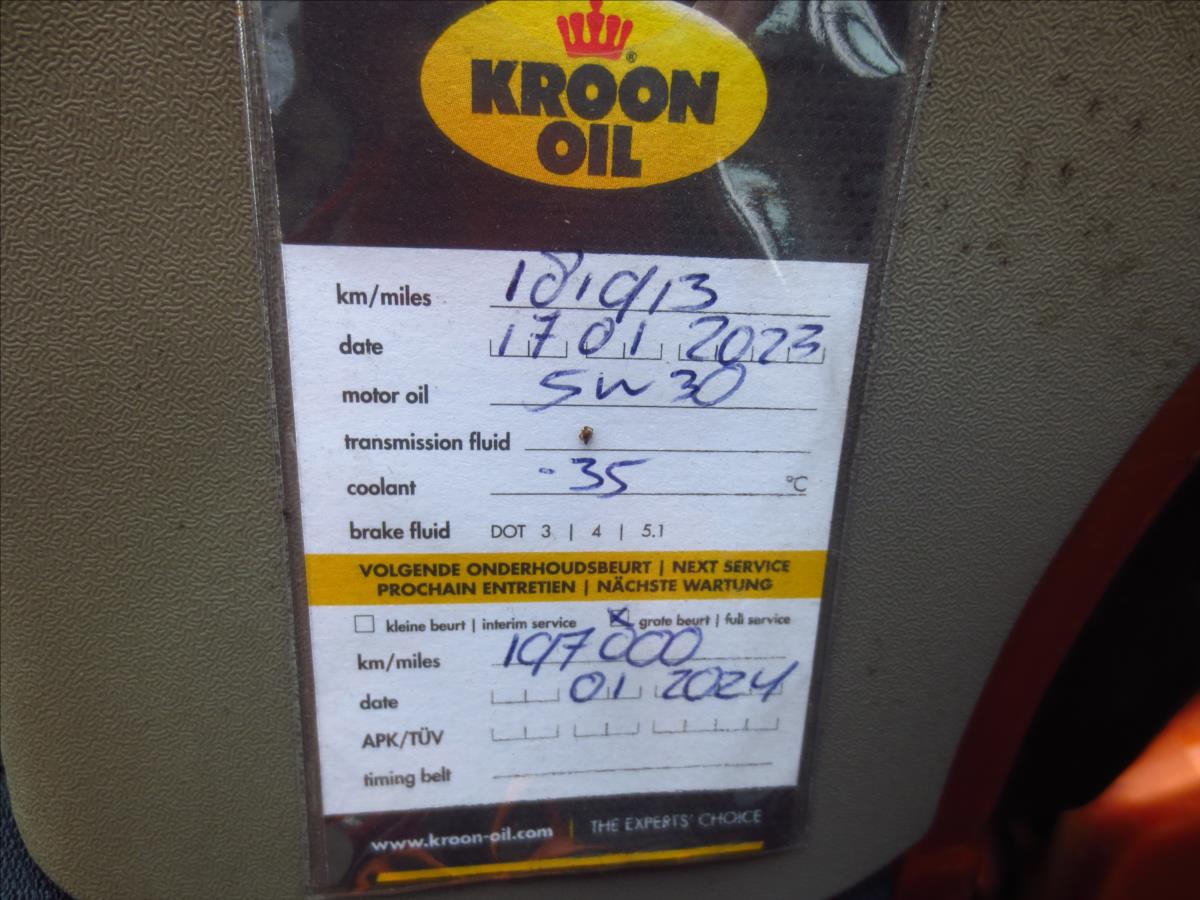 KROON
OIL
km/miles 181913
date 17 01 2023
motor oil 5W30
transmission fluid
coolant -35 °C
brake fluid DOT 3 | 4 | 5.1
VOLGENDE ONDERHOUDSBEURT | NEXT SERVICE
PROCHAIN ENTRETIEN | NÄCHSTE WARTUNG
kleine beurt | interim service grote beurt | full service
km/miles 197000
date 01 2024
APK/TÜV
timing belt
www.kroon-oil.com | THE EXPERTS' CHOICE